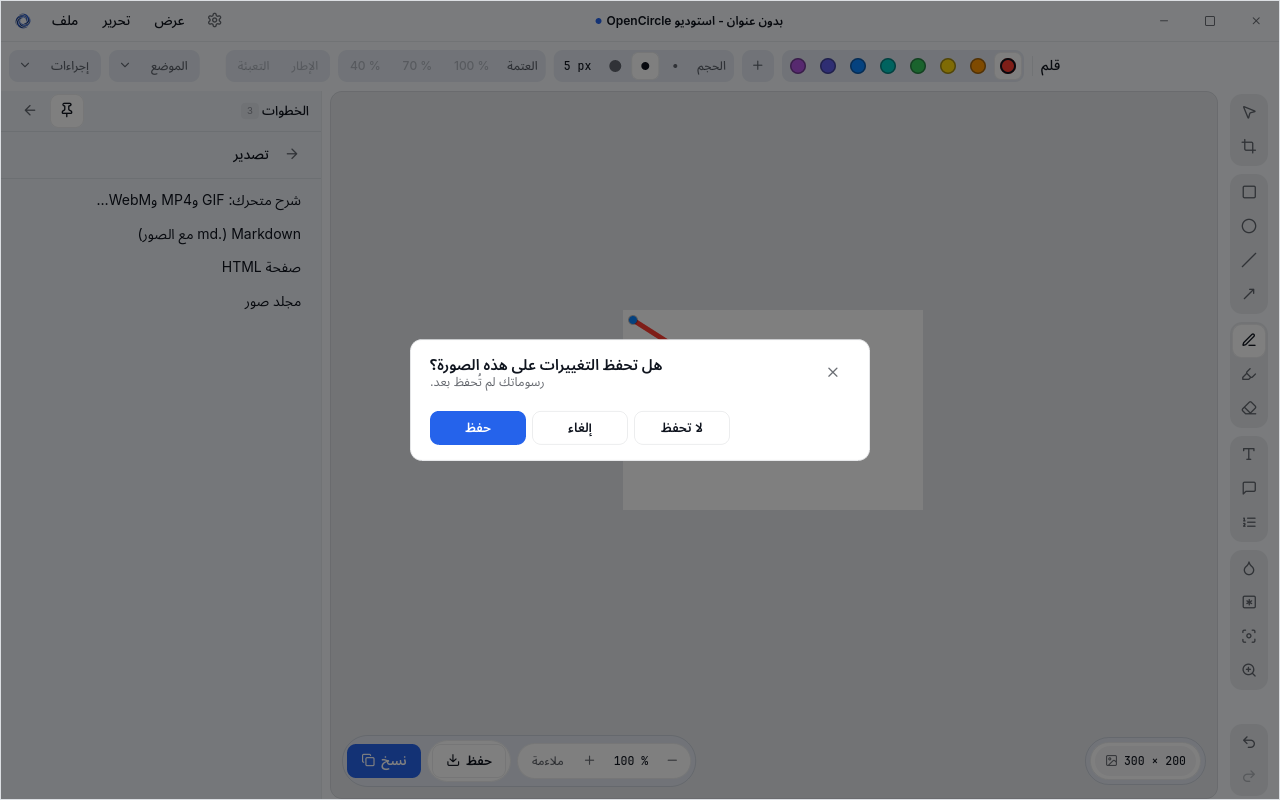 ملف
تحرير
عرض
بدون عنوان - استوديو OpenCircle
قلم
الحجم
5 px
العتمة
100 %
70 %
40 %
الإطار
التعبئة
الموضع
إجراءات
الخطوات
3
تصدير
شرح متحرك: GIF وMP4 وWebM...
Markdown (.md مع الصور)
صفحة HTML
مجلد صور
هل تحفظ التغييرات على هذه الصورة؟
رسوماتك لم تُحفظ بعد.
لا تحفظ
إلغاء
حفظ
300 × 200
100 %
ملاءمة
حفظ
نسخ